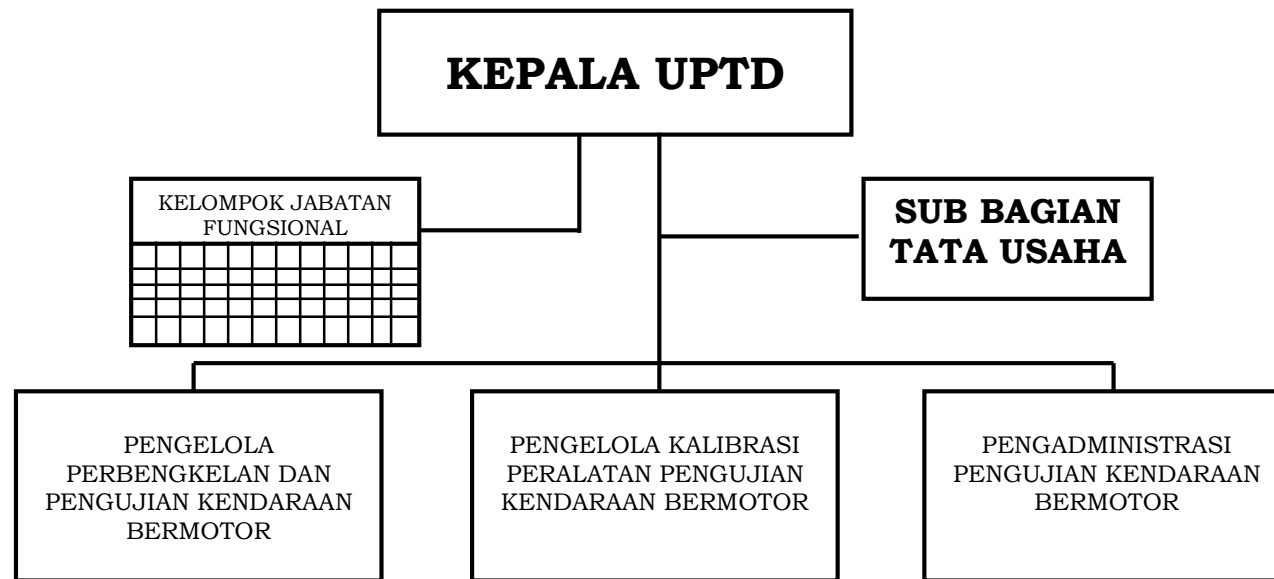 KEPALA UPTD
KELOMPOK JABATAN
FUNGSIONAL
SUB BAGIAN
TATA USAHA
PENGELOLA
PERBENGKELAN DAN
PENGUJIAN KENDARAAN
BERMOTOR
PENGELOLA KALIBRASI
PERALATAN PENGUJIAN
KENDARAAN BERMOTOR
PENGADMINISTRASI
PENGUJIAN KENDARAAN
BERMOTOR